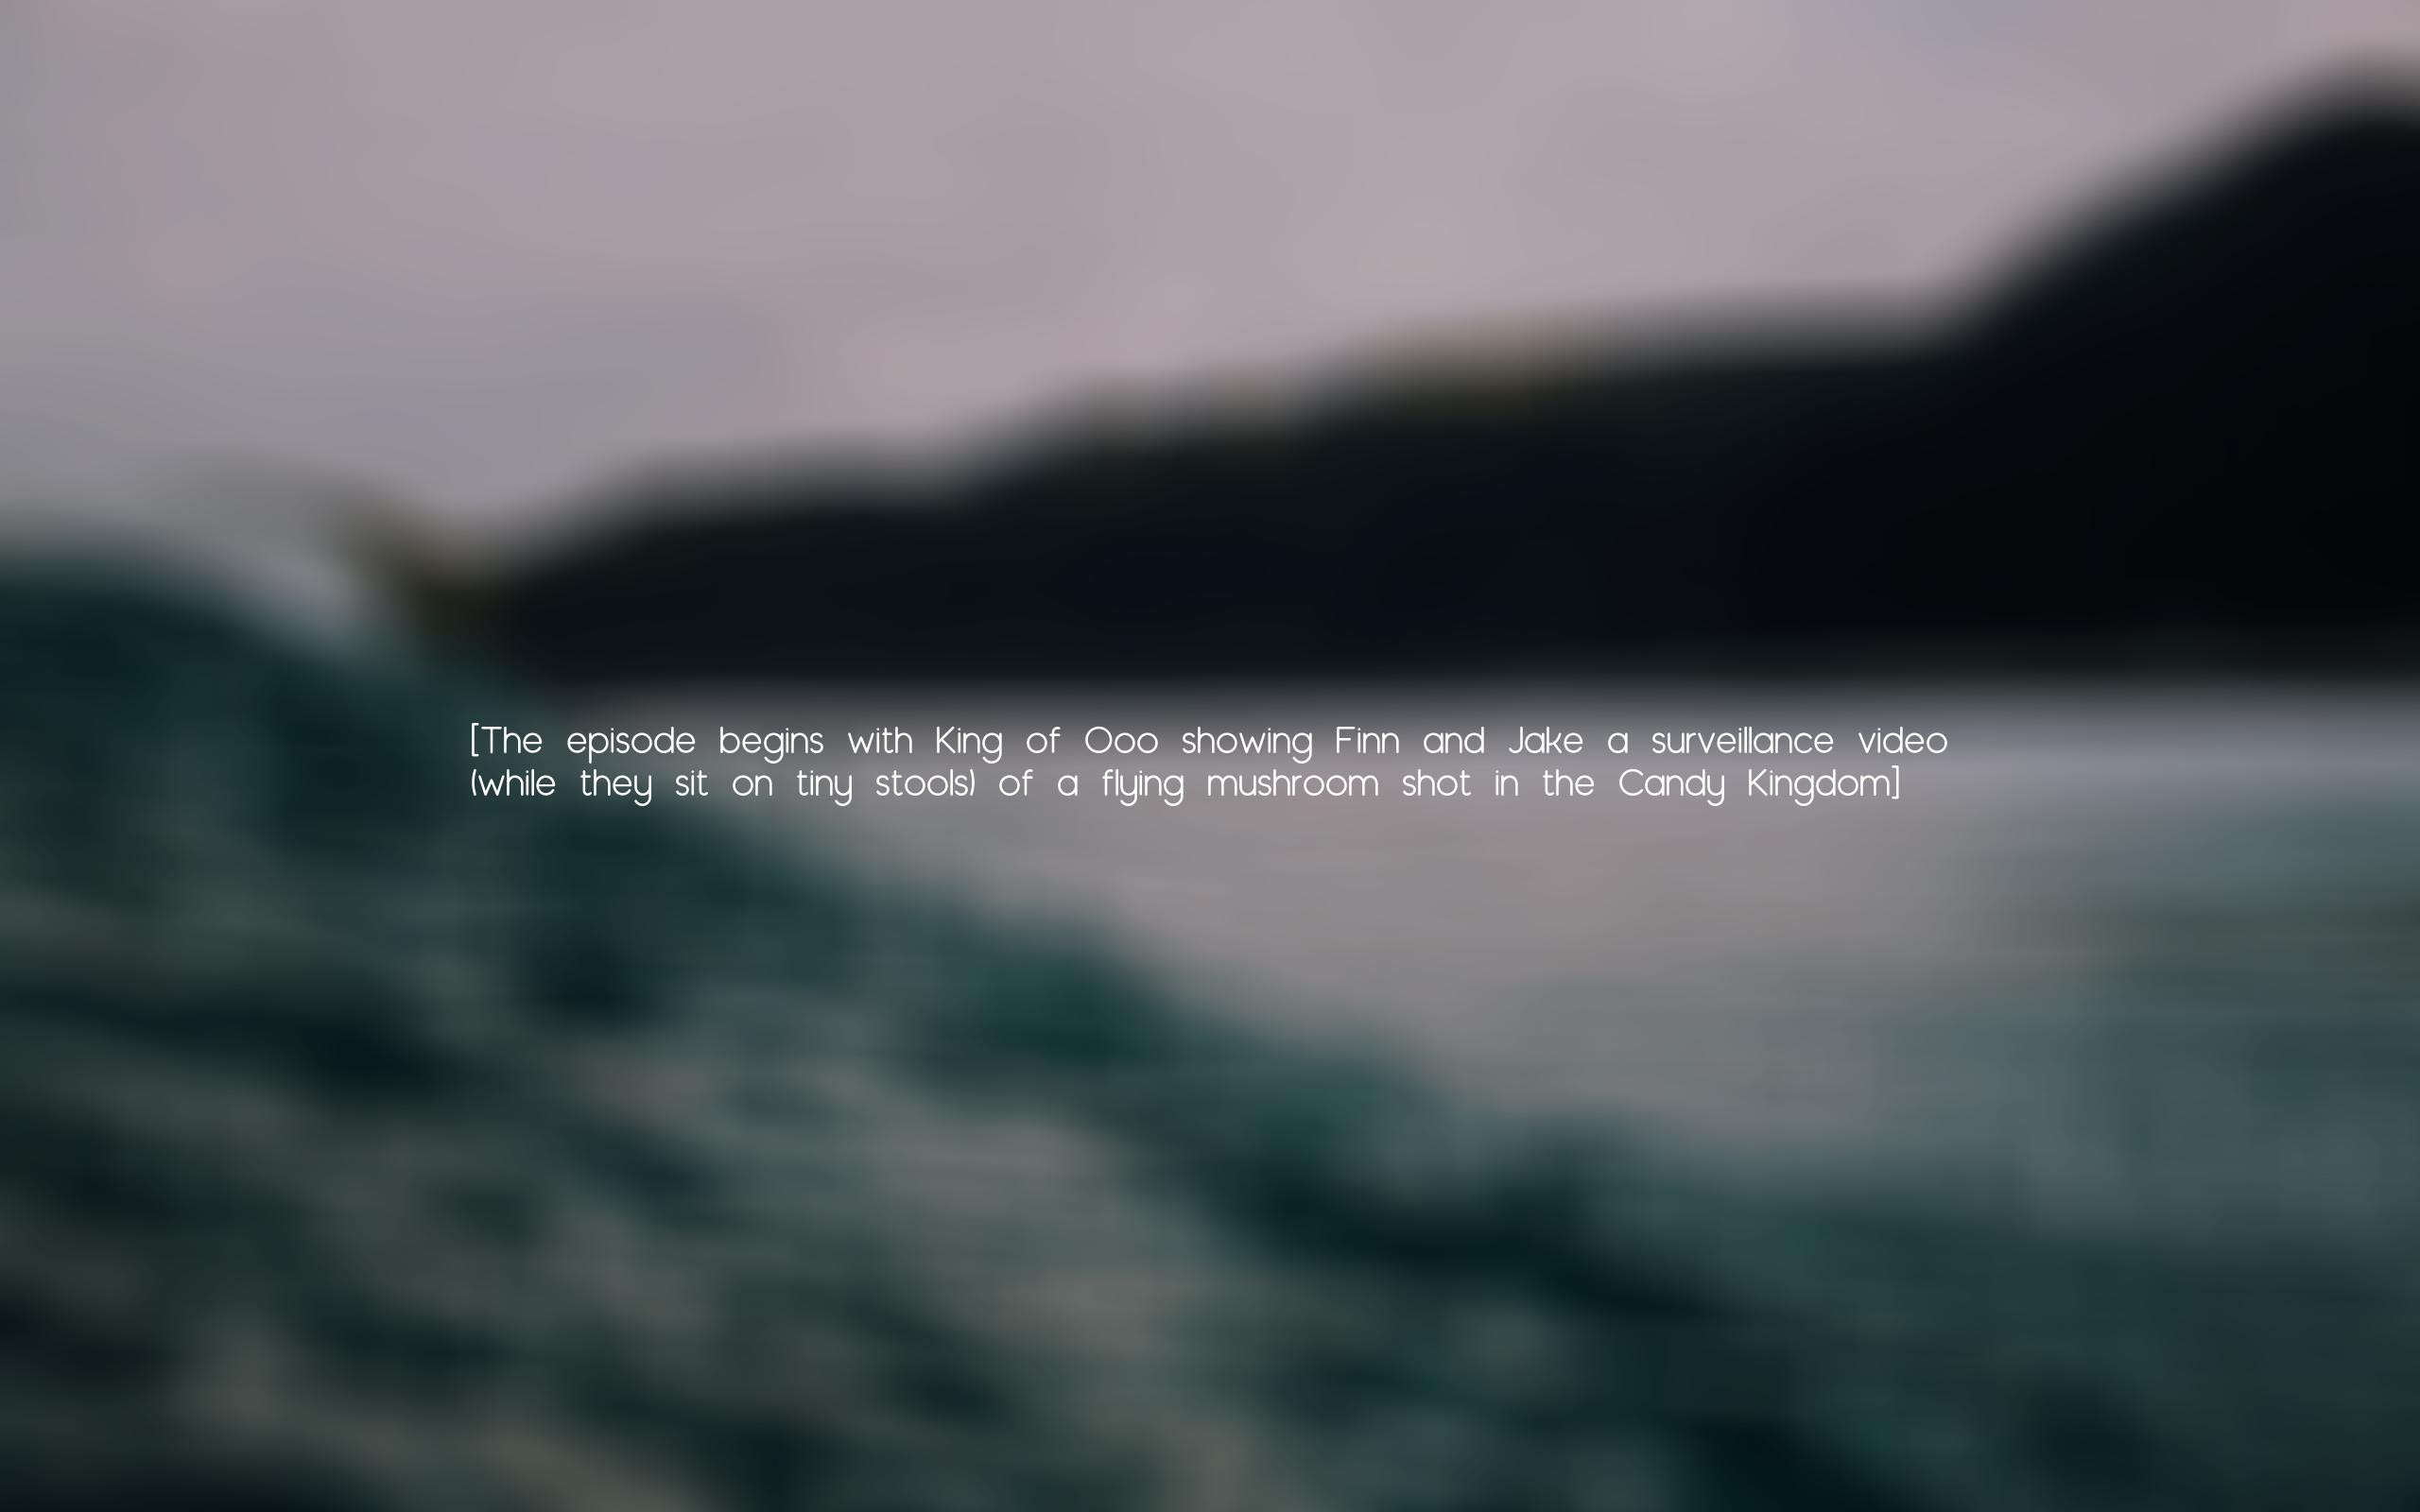 [The episode begins with King of Ooo showing Finn and Jake a surveillance video
(while they sit on tiny stools) of a flying mushroom shot in the Candy Kingdom]